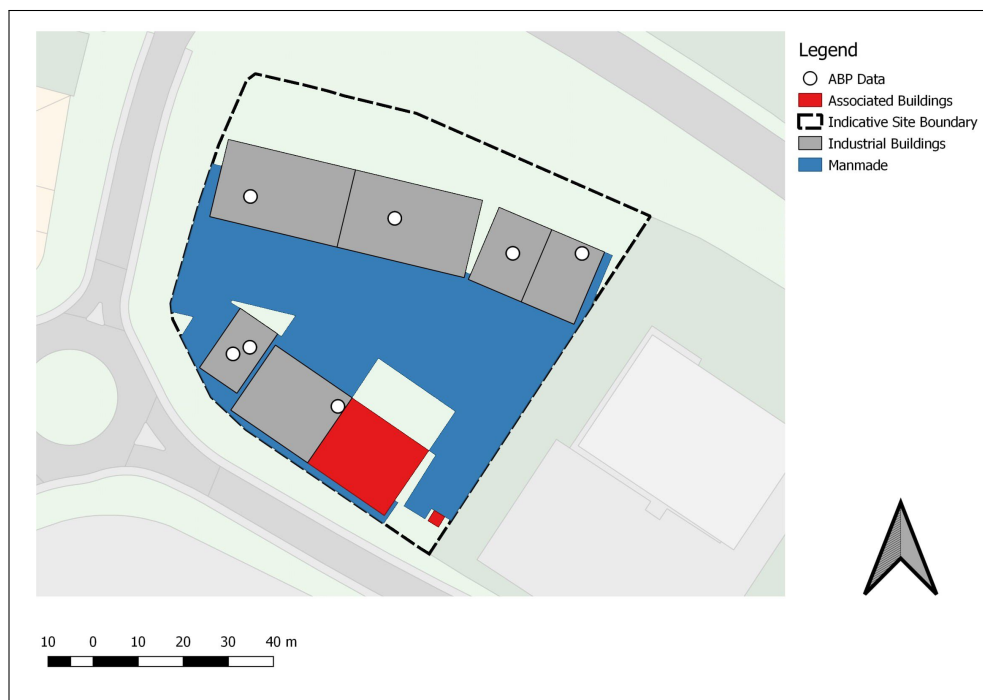 Legend
ABP Data
Associated Buildings
Indicative Site Boundary
Industrial Buildings
Manmade
10 0 10 20 30 40 m